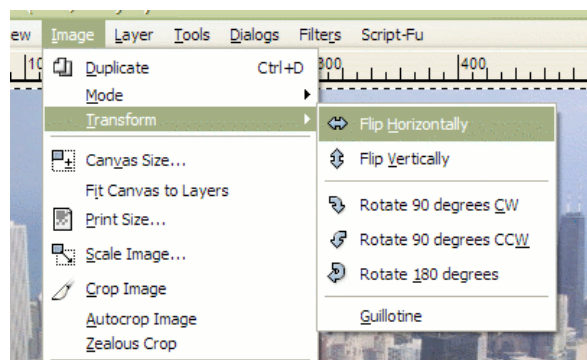 ew Image Layer Tools Dialogs Filters Script-Fu
300 400
Duplicate Ctrl+D
Mode
Transform
Canvas Size...
Fit Canvas to Layers
Print Size...
Scale Image...
Crop Image
Autocrop Image
Zealous Crop
Flip Horizontally
Flip Vertically
Rotate 90 degrees CW
Rotate 90 degrees CCW
Rotate 180 degrees
Guillotine